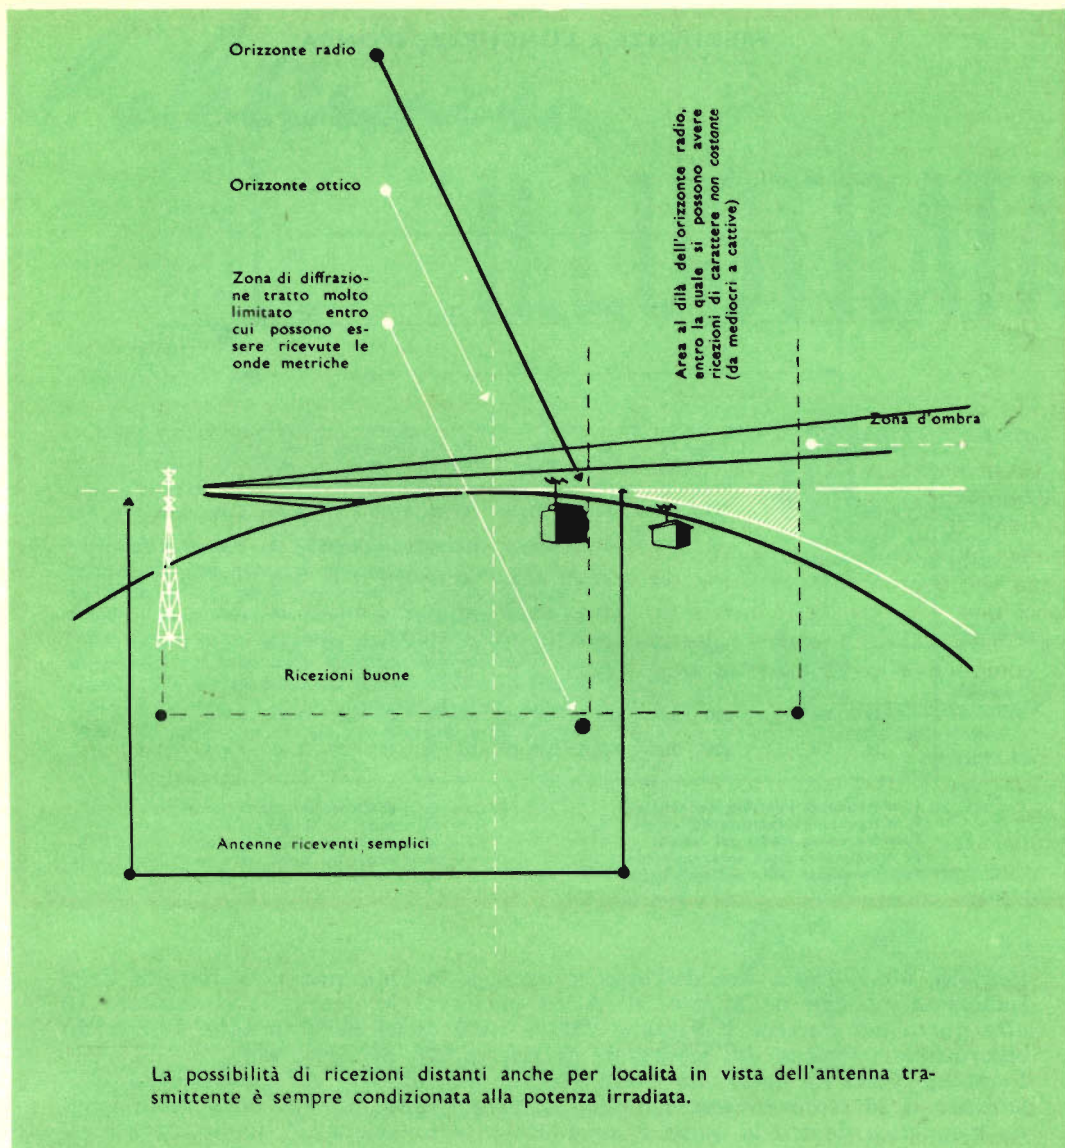 Orizzonte radio
Orizzonte ottico
Zona di diffrazio-
ne tratto molto
limitato entro
cui possono es-
sere ricevute le
onde metriche
Area al dilà dell'orizzonte radio,
entro la quale si possono avere
ricezioni di carattere non costante
(da mediocri a cattive)
Zona d'ombra
Ricezioni buone
Antenne riceventi semplici
La possibilità di ricezioni distanti anche per località in vista dell'antenna tra-
smittente è sempre condizionata alla potenza irradiata.